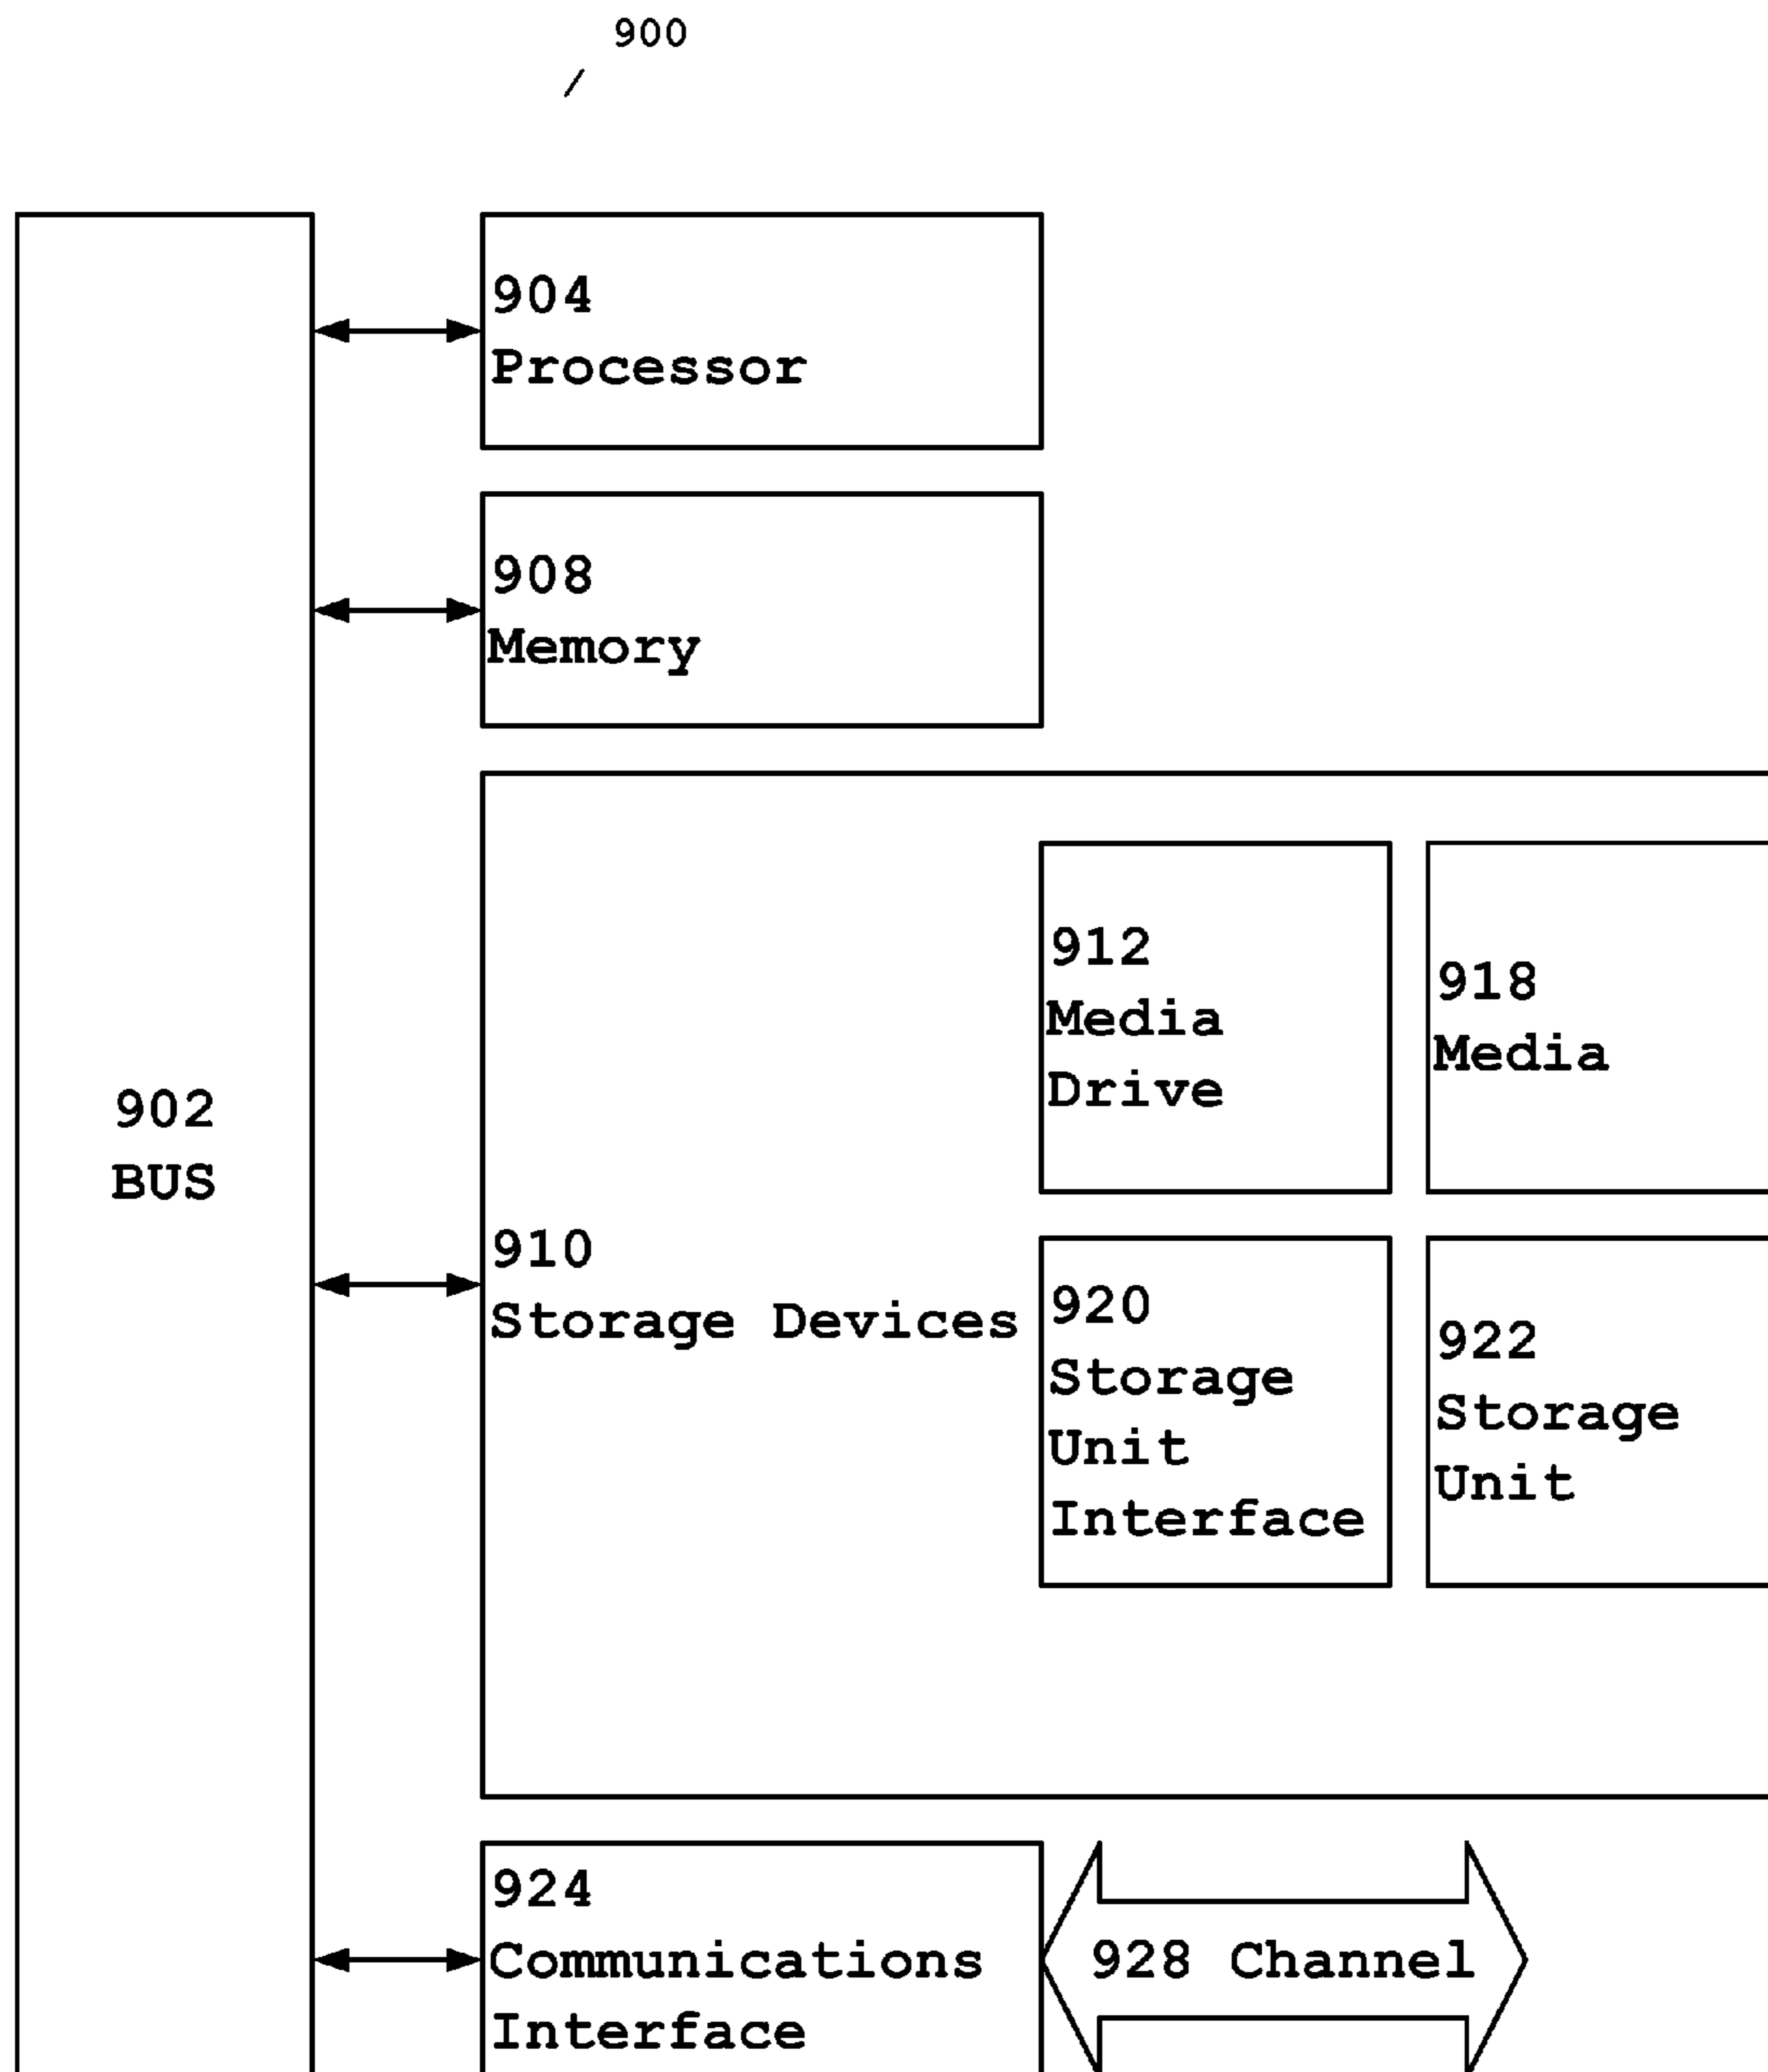 900
904
Processor
908
Memory
912
Media
Drive
918
Media
902
BUS
910
Storage Devices
920
Storage
Unit
Interface
922
Storage
Unit
924
Communications
Interface
928 Channel